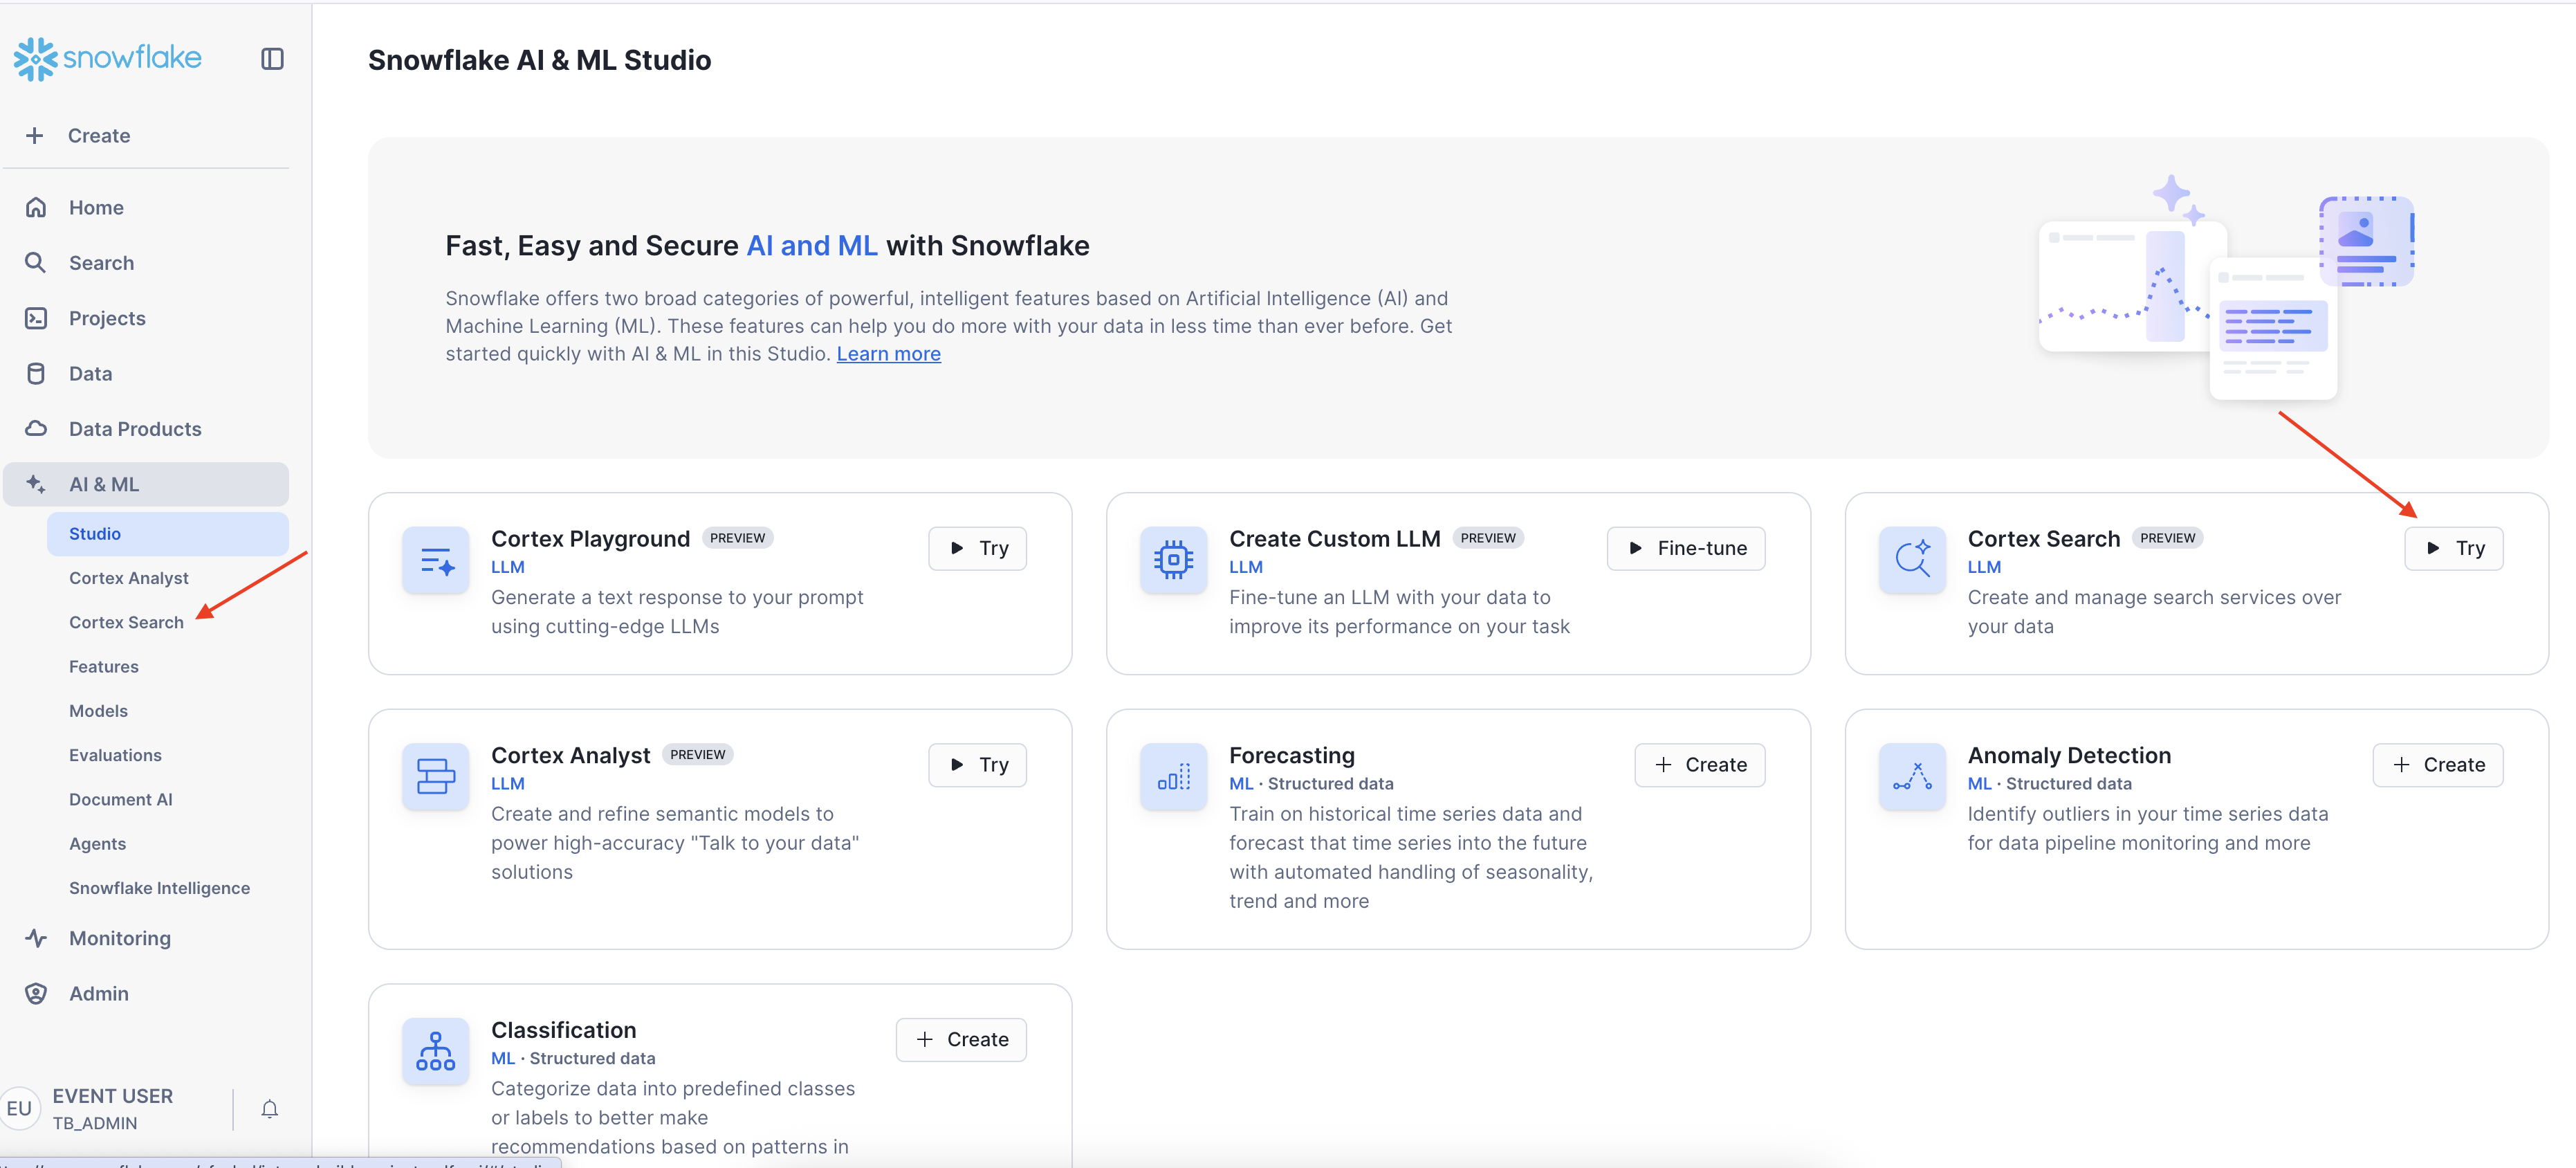 snowflake
Create
Home
Search
Projects
Data
Data Products
AI & ML
Studio
Cortex Analyst
Cortex Search
Features
Models
Evaluations
Document AI
Agents
Snowflake Intelligence
Monitoring
Admin
EU
EVENT USER
TB_ADMIN
Snowflake AI & ML Studio
Fast, Easy and Secure AI and ML with Snowflake
Snowflake offers two broad categories of powerful, intelligent features based on Artificial Intelligence (AI) and
Machine Learning (ML). These features can help you do more with your data in less time than ever before. Get
started quickly with AI & ML in this Studio. Learn more
Cortex Playground PREVIEW
Try
LLM
Generate a text response to your prompt
using cutting-edge LLMs
Create Custom LLM PREVIEW
Fine-tune
LLM
Fine-tune an LLM with your data to
improve its performance on your task
Cortex Search PREVIEW
Try
LLM
Create and manage search services over
your data
Cortex Analyst PREVIEW
Try
LLM
Create and refine semantic models to
power high-accuracy "Talk to your data"
solutions
Forecasting
Create
ML · Structured data
Train on historical time series data and
forecast that time series into the future
with automated handling of seasonality,
trend and more
Anomaly Detection
Create
ML · Structured data
Identify outliers in your time series data
for data pipeline monitoring and more
Classification
Create
ML · Structured data
Categorize data into predefined classes
or labels to better make
recommendations based on patterns in